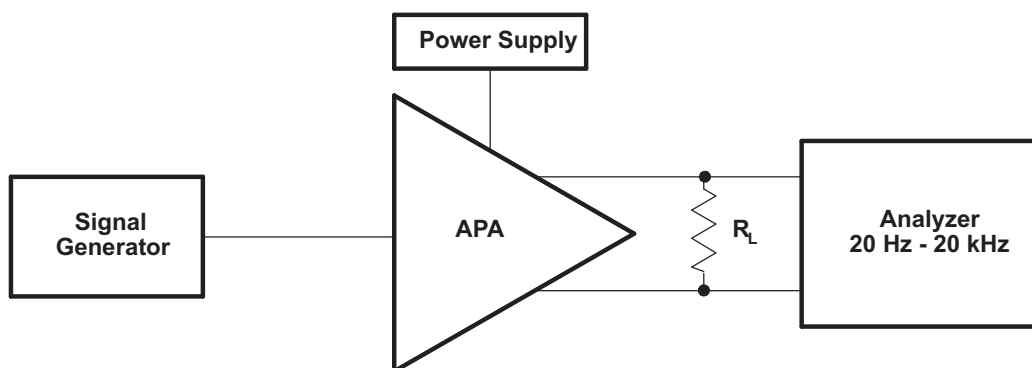 Power Supply
Signal
Generator
APA
RL
Analyzer
20 Hz - 20 kHz